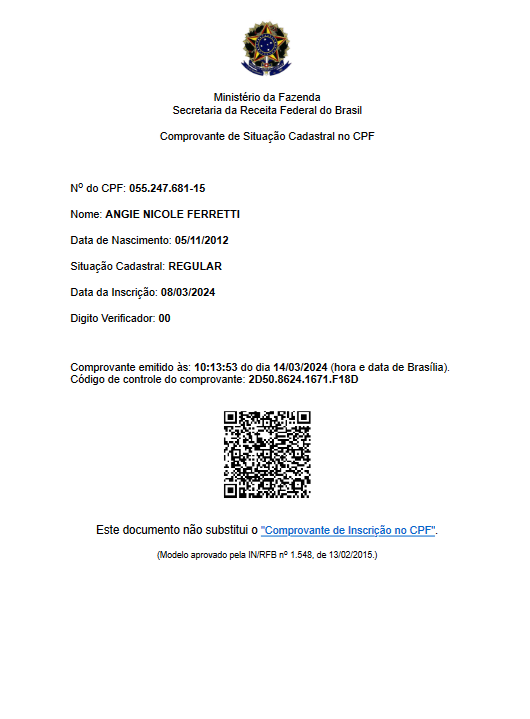 Ministério da Fazenda
Secretaria da Receita Federal do Brasil
Comprovante de Situação Cadastral no CPF
Nº do CPF: 055.247.681-15
Nome: ANGIE NICOLE FERRETTI
Data de Nascimento: 05/11/2012
Situação Cadastral: REGULAR
Data da Inscrição: 08/03/2024
Digito Verificador: 00
Comprovante emitido às: 10:13:53 do dia 14/03/2024 (hora e data de Brasília).
Código de controle do comprovante: 2D50.8624.1671.F18D
Este documento não substitui o "Comprovante de Inscrição no CPF".
(Modelo aprovado pela IN/RFB nº 1.548, de 13/02/2015.)